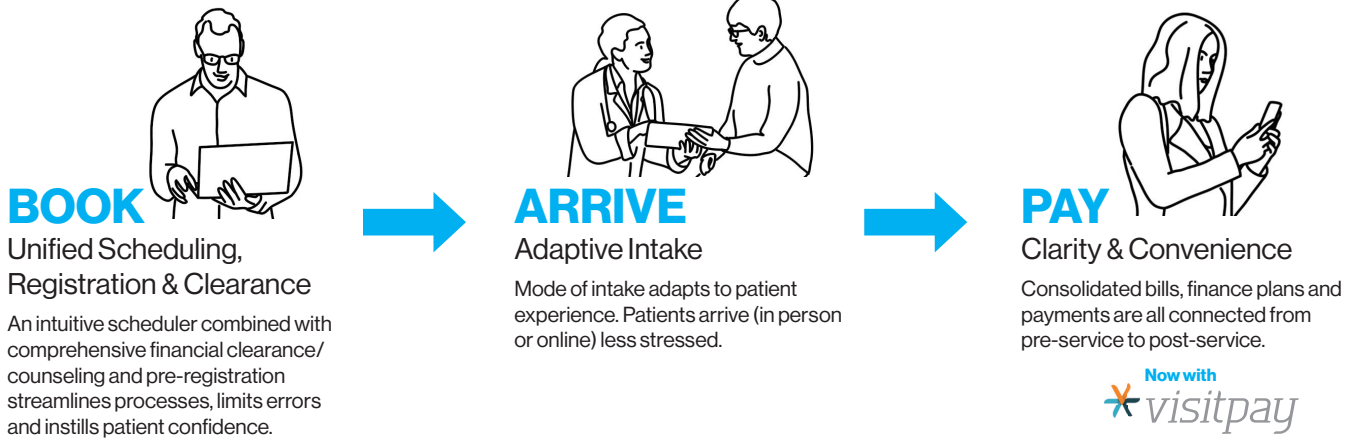 BOOK
Unified Scheduling,
Registration & Clearance
An intuitive scheduler combined with
comprehensive financial clearance/
counseling and pre-registration
streamlines processes, limits errors
and instills patient confidence.
ARRIVE
Adaptive Intake
Mode of intake adapts to patient
experience. Patients arrive (in person
or online) less stressed.
PAY
Clarity & Convenience
Consolidated bills, finance plans and
payments are all connected from
pre-service to post-service.
Now with
visitpay